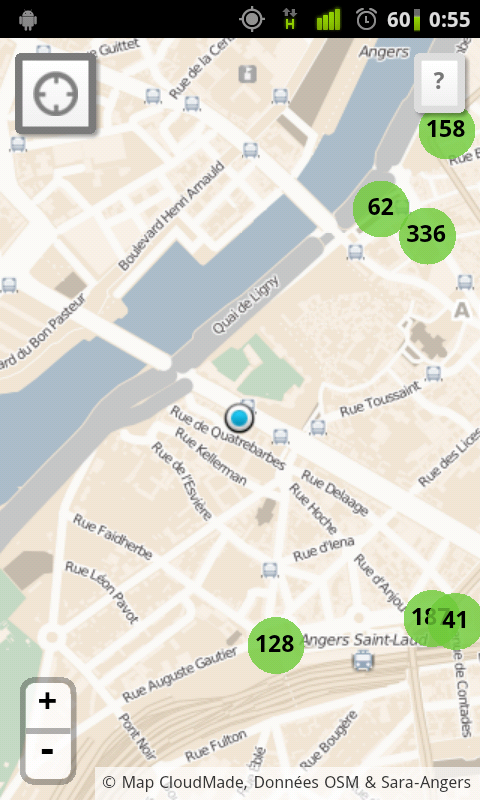 H 60 0:55
Guittet
Rue de la Cen
Angers
?
158
Rue B
Boulevard Henri Arnauld
62
336
Quai de Ligny
ard du Bon Pasteur
A
Rue Toussaint
Rue de Quatrebarbes
Rue Kellerman
Rue de l'Esvière
Rue des Lices
Rue Delaage
Rue Hoche
Rue Faidherbe
Rue d'Iena
Rue d'Anjou
Rue Léon Pavot
187
41
128
Angers Saint-Laud
Rue Auguste Gautier
rue de Contades
+
-
Pont Noir
Rue Fulton
Eblé
Rue Bougère
© Map CloudMade, Données OSM & Sara-Angers